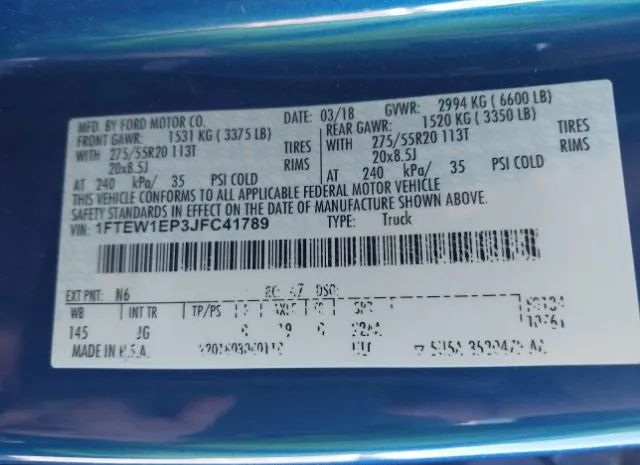 MFD. BY FORD MOTOR CO. DATE: 03/18 GVWR: 2994 KG ( 6600 LB)
FRONT GAWR: 1531 KG ( 3375 LB) REAR GAWR: 1520 KG ( 3350 LB)
WITH 275/55R20 113T TIRES WITH 275/55R20 113T TIRES
20x8.5J RIMS 20x8.5J RIMS
AT 240 kPa/ 35 PSI COLD AT 240 kPa/ 35 PSI COLD
THIS VEHICLE CONFORMS TO ALL APPLICABLE FEDERAL MOTOR VEHICLE
SAFETY STANDARDS IN EFFECT ON THE DATE OF MANUFACTURE SHOWN ABOVE.
VIN: 1FTEW1EP3JFC41789 TYPE: Truck
EXT PNT: N6 DSO:
WB INT TR TP/PS
145 JG 19
MADE IN U.S.A.